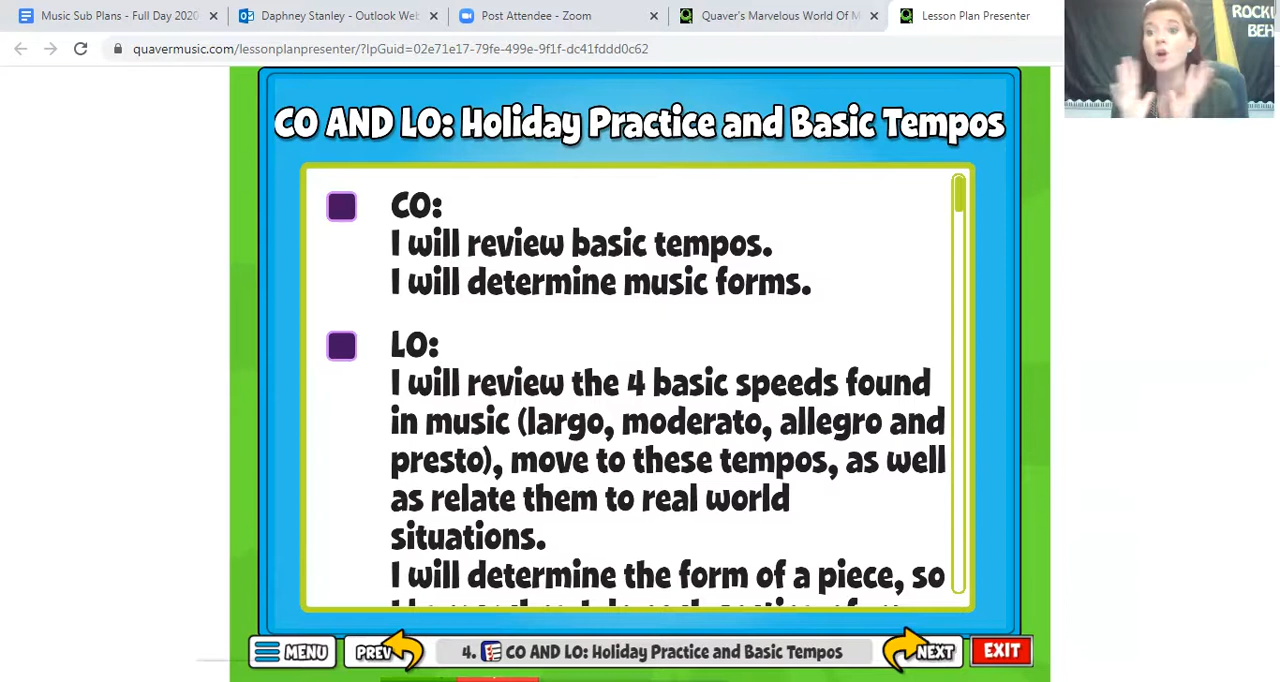 Music Sub Plans - Full Day 2020
Daphney Stanley - Outlook Web
Post Attendee - Zoom
Quaver's Marvelous World Of M
Lesson Plan Presenter
quavermusic.com/lessonplanpresenter/?lpGuid=02e71e17-79fe-499e-9f1f-dc41fddd0c62
ROCKI
BEH
CO AND LO: Holiday Practice and Basic Tempos
CO:
I will review basic tempos.
I will determine music forms.
LO:
I will review the 4 basic speeds found
in music (largo, moderato, allegro and
presto), move to these tempos, as well
as relate them to real world
situations.
I will determine the form of a piece, so
MENU
PREV
4. CO AND LO: Holiday Practice and Basic Tempos
NEXT
EXIT